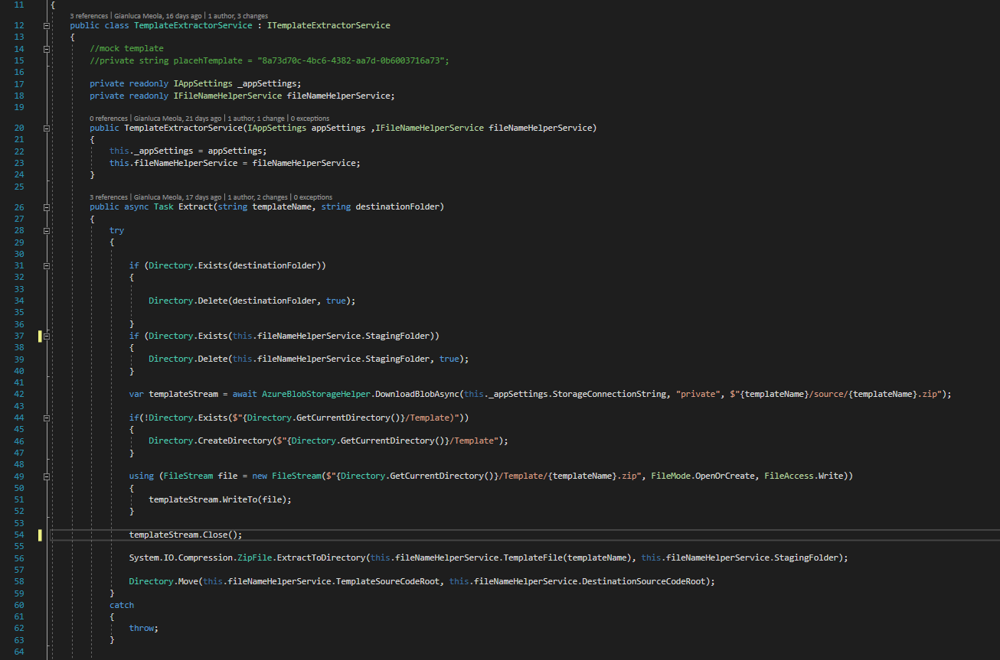 11 {
3 references | Gianluca Meola, 16 days ago | 1 author, 3 changes
12 public class TemplateExtractorService : ITemplateExtractorService
13 {
14 //mock template
15 //private string placehTemplate = "8a73d70c-4bc6-4382-aa7d-0b6003716a73";
16
17 private readonly IAppSettings _appSettings;
18 private readonly IFileNameHelperService fileNameHelperService;
19
0 references | Gianluca Meola, 21 days ago | 1 author, 1 change | 0 exceptions
20 public TemplateExtractorService(IAppSettings appSettings ,IFileNameHelperService fileNameHelperService)
21 {
22 this._appSettings = appSettings;
23 this.fileNameHelperService = fileNameHelperService;
24 }
25
3 references | Gianluca Meola, 17 days ago | 1 author, 2 changes | 0 exceptions
26 public async Task Extract(string templateName, string destinationFolder)
27 {
28 try
29 {
30
31 if (Directory.Exists(destinationFolder))
32 {
33
34 Directory.Delete(destinationFolder, true);
35
36 }
37 if (Directory.Exists(this.fileNameHelperService.StagingFolder))
38 {
39 Directory.Delete(this.fileNameHelperService.StagingFolder, true);
40 }
41
42 var templateStream = await AzureBlobStorageHelper.DownloadBlobAsync(this._appSettings.StorageConnectionString, "private", $"{templateName}/source/{templateName}.zip");
43
44 if(!Directory.Exists($"{Directory.GetCurrentDirectory()}/Template)"))
45 {
46 Directory.CreateDirectory($"{Directory.GetCurrentDirectory()}/Template");
47 }
48
49 using (FileStream file = new FileStream($"{Directory.GetCurrentDirectory()}/Template/{templateName}.zip", FileMode.OpenOrCreate, FileAccess.Write))
50 {
51 templateStream.WriteTo(file);
52 }
53
54 templateStream.Close();
55
56 System.IO.Compression.ZipFile.ExtractToDirectory(this.fileNameHelperService.TemplateFile(templateName), this.fileNameHelperService.StagingFolder);
57
58 Directory.Move(this.fileNameHelperService.TemplateSoureCodeRoot, this.fileNameHelperService.DestinationSourceCodeRoot);
59 }
60 catch
61 {
62 throw;
63 }
64